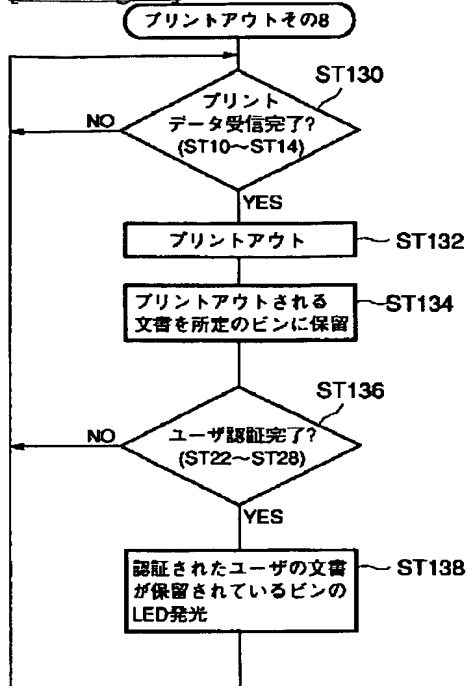 プリントアウトその8
ST130
プリント
データ受信完了?
(ST10～ST14)
NO
YES
プリントアウト
ST132
プリントアウトされる
文書を所定のビンに保留
ST134
ST136
ユーザ認証完了?
(ST22～ST28)
NO
YES
認証されたユーザの文書
が保留されているビンの
LED発光
ST138